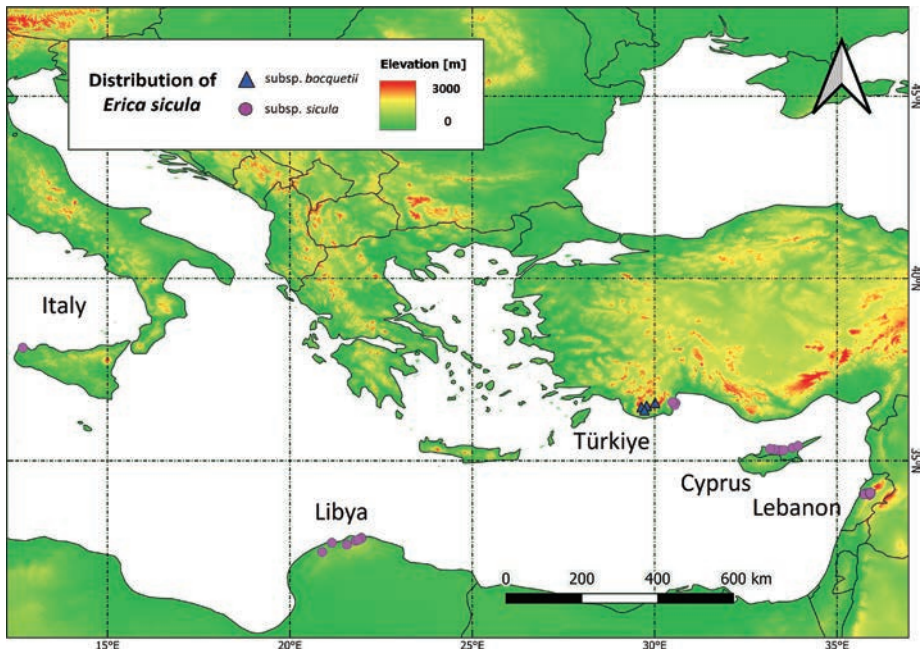 Distribution of
Erica sicula
subsp. bocquetii
subsp. sicula
Elevation [m]
3000
0
45°N
40°N
35°N
Italy
Türkiye
Cyprus
Lebanon
Libya
0 200 400 600 km
15°E 20°E 25°E 30°E 35°E